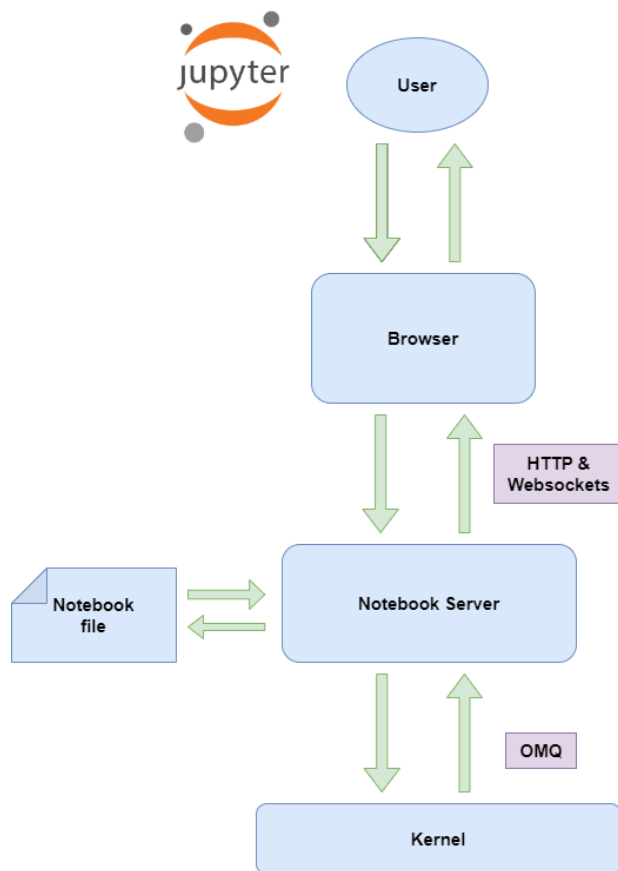 jupyter
User
Browser
HTTP &
Websockets
Notebook
file
Notebook Server
OMQ
Kernel